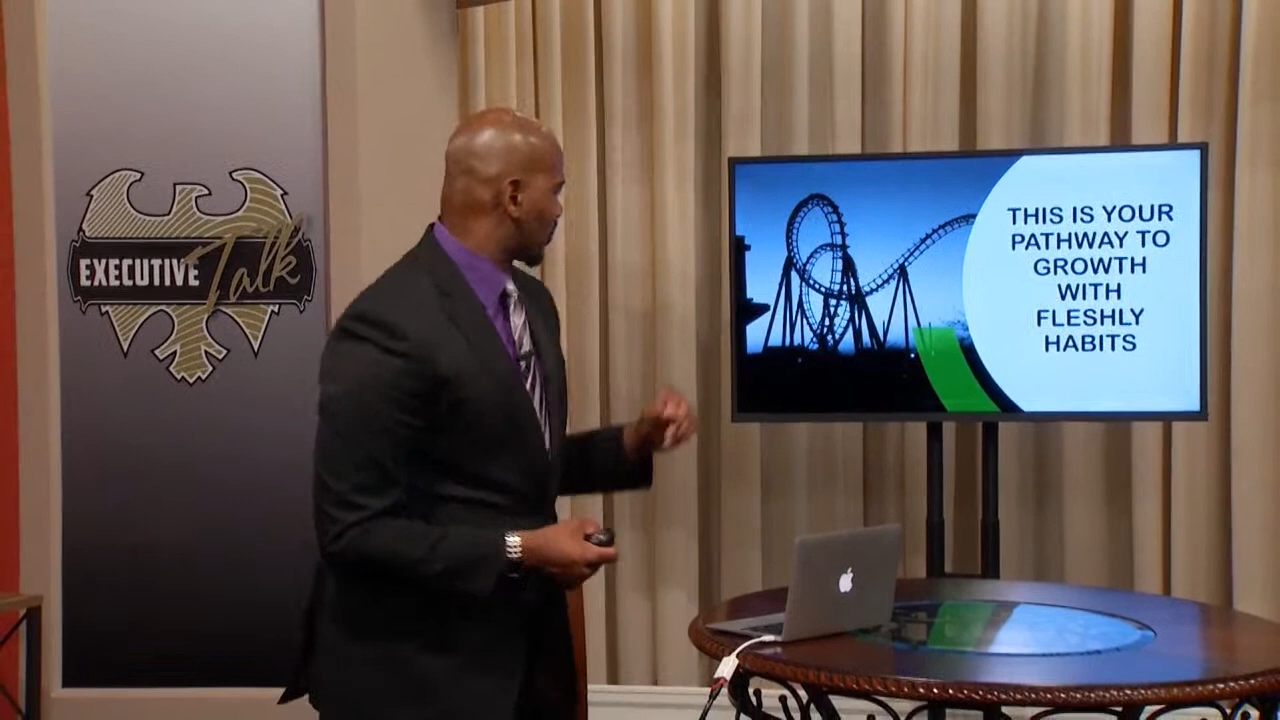 EXECUTIVE Talk
THIS IS YOUR
PATHWAY TO
GROWTH
WITH
FLESHLY
HABITS